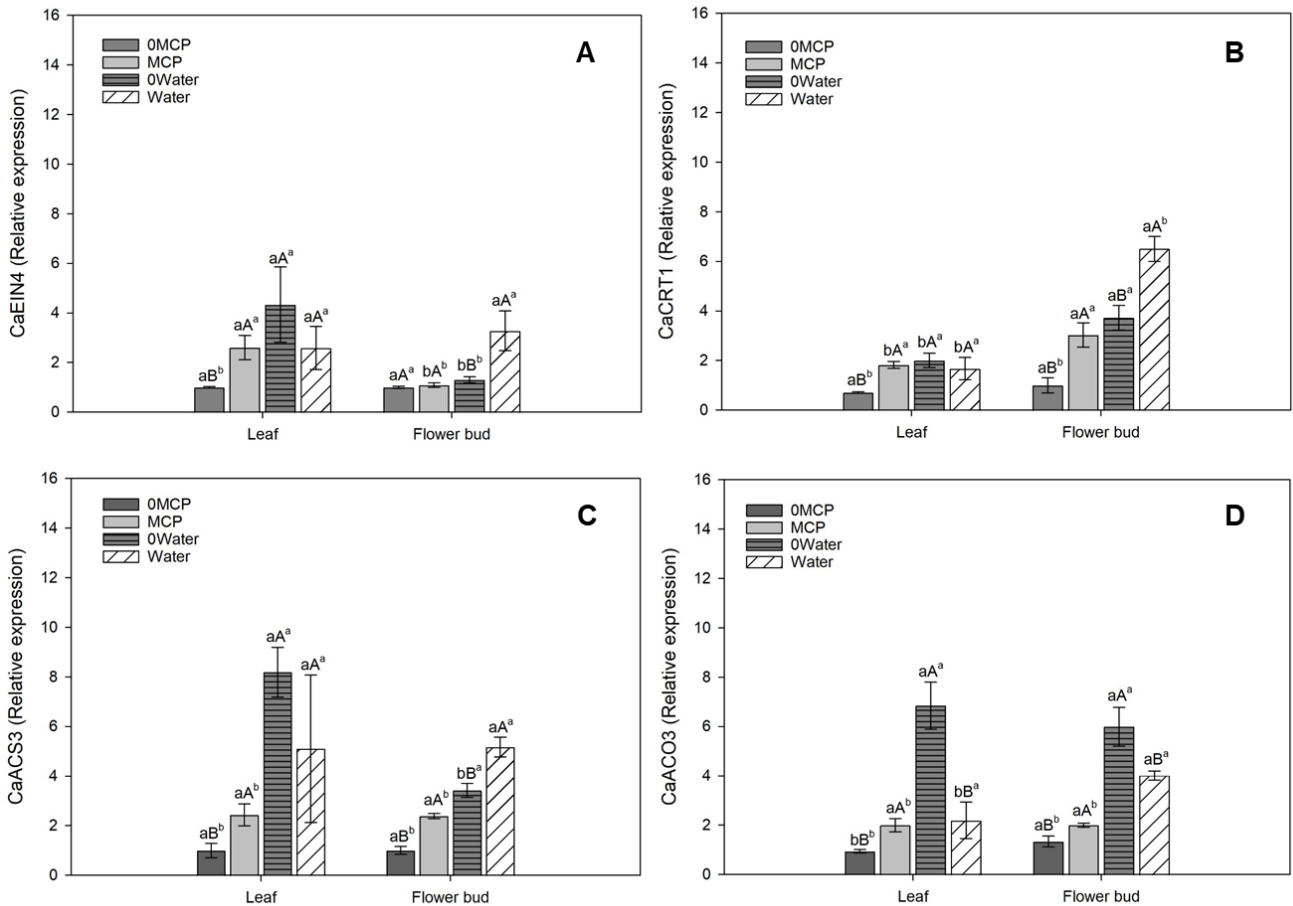 A
CaEIN4 (Relative expression)
16
14
12
10
8
6
4
2
0
0MCP
MCP
0Water
Water
aB^b
aA^a
aA^a
aA^a
aA^a
bA^b
bB^b
aA^a
Leaf
Flower bud
B
CaCRT1 (Relative expression)
16
14
12
10
8
6
4
2
0
0MCP
MCP
0Water
Water
aB^b
bA^a
bA^a
bA^a
aB^b
aA^a
aB^a
aA^b
Leaf
Flower bud
C
CaACS3 (Relative expression)
16
14
12
10
8
6
4
2
0
0MCP
MCP
0Water
Water
aB^b
aA^b
aA^a
aA^a
aB^b
aA^b
bB^a
aA^a
Leaf
Flower bud
D
CaACO3 (Relative expression)
16
14
12
10
8
6
4
2
0
0MCP
MCP
0Water
Water
bB^b
aA^b
aA^a
bB^a
aB^b
aA^b
aA^a
aB^a
Leaf
Flower bud